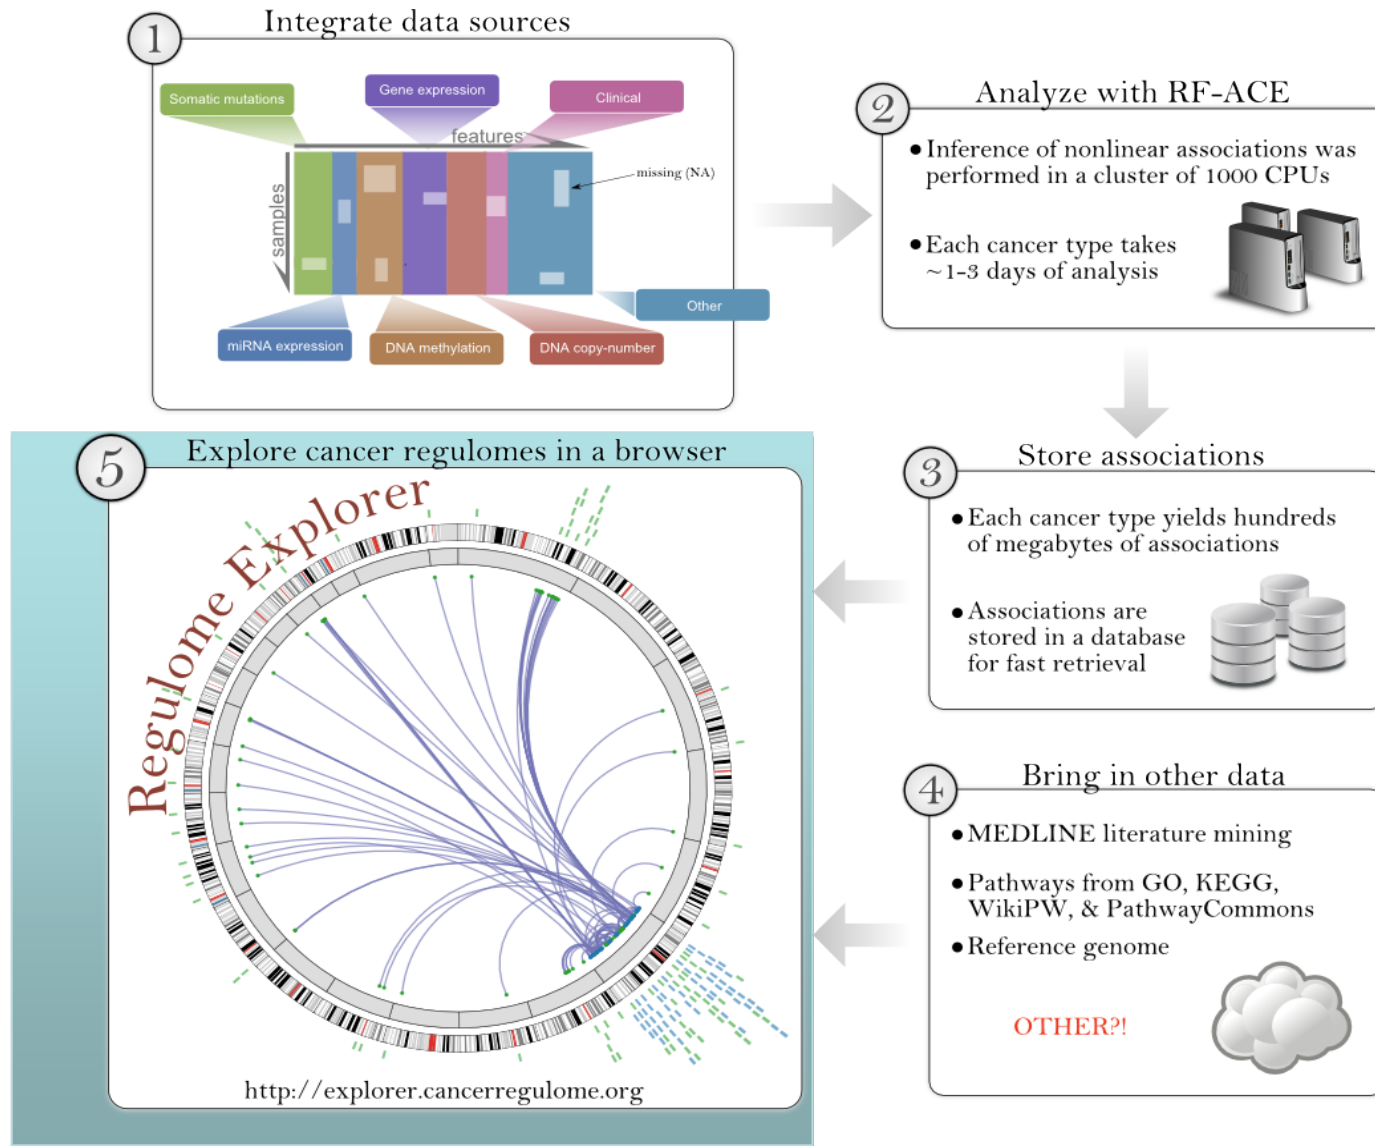 1
Integrate data sources
Somatic mutations
Gene expression
Clinical
features
samples
missing (NA)
Other
miRNA expression
DNA methylation
DNA copy-number
2
Analyze with RF-ACE
• Inference of nonlinear associations was
performed in a cluster of 1000 CPUs
• Each cancer type takes
~1-3 days of analysis
3
Store associations
• Each cancer type yields hundreds
of megabytes of associations
• Associations are
stored in a database
for fast retrieval
4
Bring in other data
• MEDLINE literature mining
• Pathways from GO, KEGG,
WikiPW, & PathwayCommons
• Reference genome
OTHER?!
5
Explore cancer regulomes in a browser
Regulome Explorer
http://explorer.cancerregulome.org